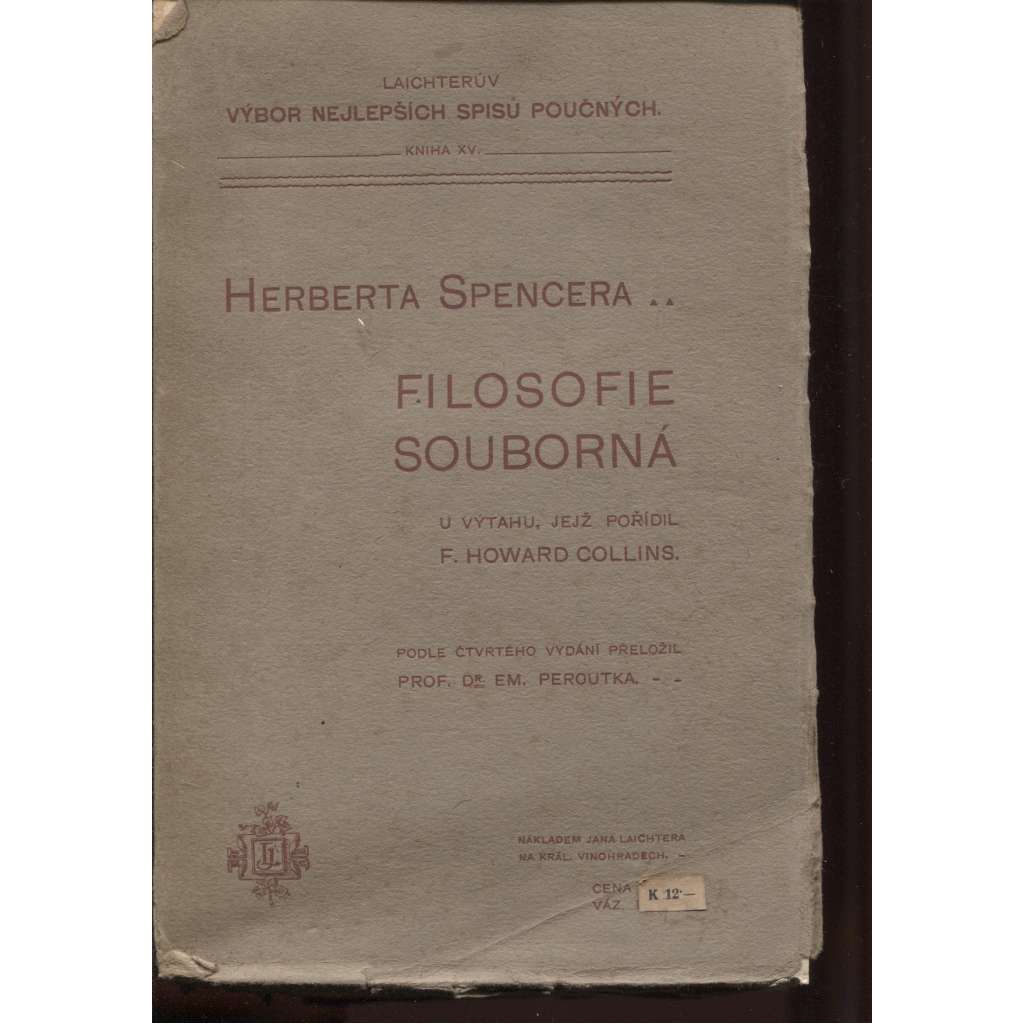 LAICHTERŮV
VÝBOR NEJLEPŠÍCH SPISŮ POUČNÝCH.
KNIHA XV.
HERBERTA SPENCERA
FILOSOFIE
SOUBORNÁ
U VÝTAHU, JEJŽ POŘÍDIL
F. HOWARD COLLINS.
PODLE ČTVRTÉHO VYDÁNÍ PŘELOŽIL
PROF. DR. EM. PEROUTKA. - -
NÁKLADEM JANA LAICHTERA
NA KRÁL. VINOHRADECH. -
CENA
VÁZ.
K 12·—